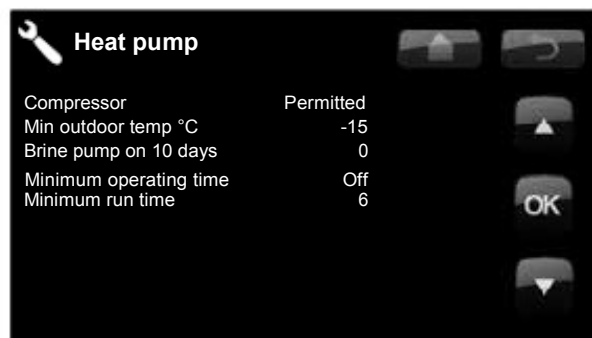 Heat pump
Compressor Permitted
Min outdoor temp °C -15
Brine pump on 10 days 0
Minimum operating time Off
Minimum run time 6
OK